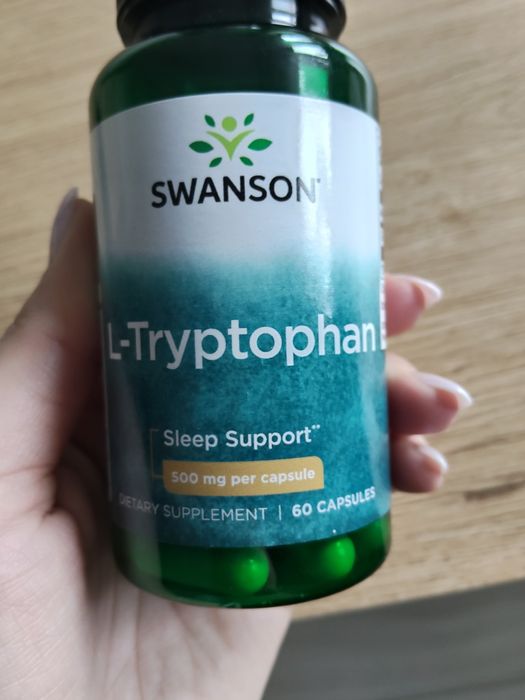 SWANSON
L-Tryptophan
Sleep Support**
500 mg per capsule
DIETARY SUPPLEMENT | 60 CAPSULES